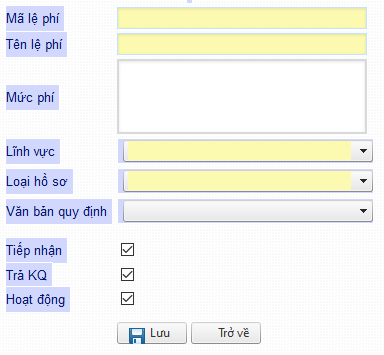 Mã lệ phí
Tên lệ phí
Mức phí
Lĩnh vực
Loại hồ sơ
Văn bản quy định
Tiếp nhận
Trả KQ
Hoạt động
Lưu Trở về